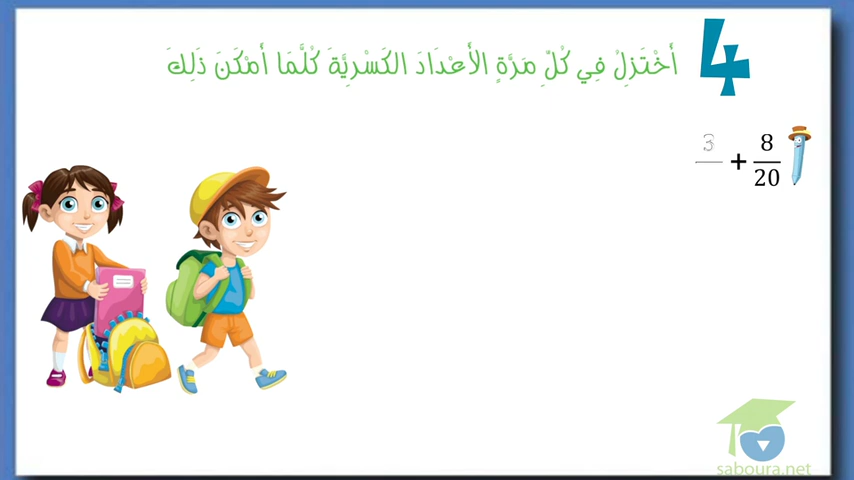 4 أَخْتَزِلُ فِي كُلِّ مَرَّةٍ الأَعْدَادَ الكَسْرِيَّةَ كُلَّمَا أَمْكَنَ ذَلِكَ
8/20 + 3/
saboura.net